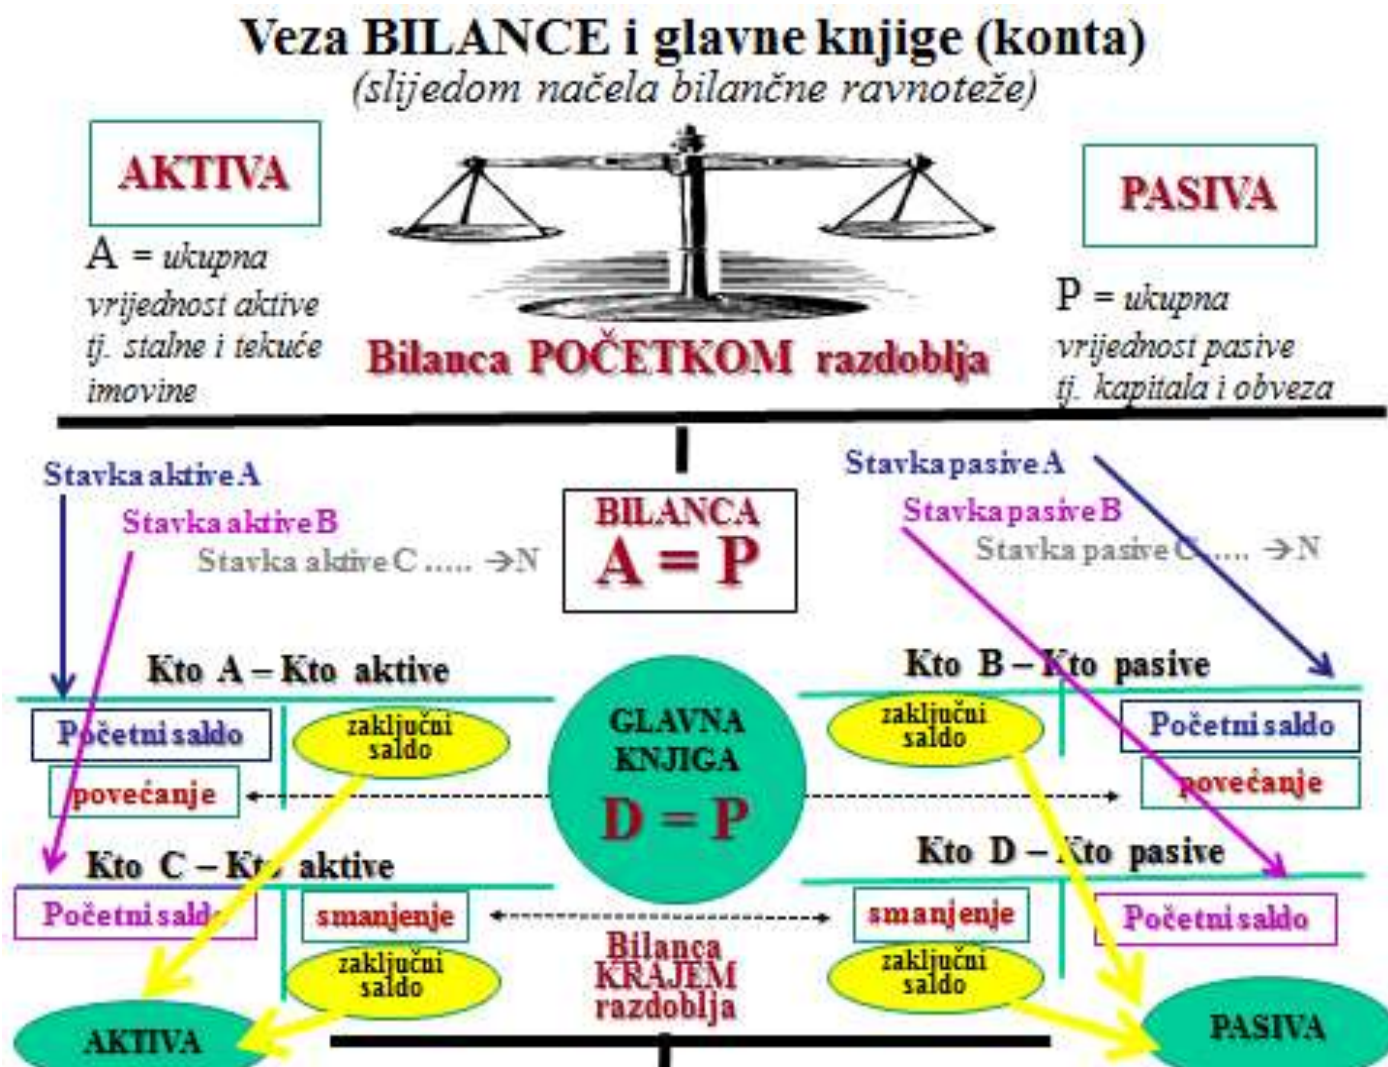 Veza BILANCE i glavne knjige (konta)
(slijedom načela bilančne ravnoteže)
AKTIVA
A = ukupna
vrijednost aktive
tj. stalne i tekuće
imovine
PASIVA
P = ukupna
vrijednost pasive
tj. kapitala i obveza
Bilanca POČETKOM razdoblja
Stavka aktive A
Stavka aktive B
Stavka aktive C ..... →N
BILANCA
A = P
Stavka pasive A
Stavka pasive B
Stavka pasive C ..... →N
Kto A – Kto aktive
Početni saldo
zaključni
saldo
povećanje
GLAVNA
KNJIGA
D = P
Kto B – Kto pasive
zaključni
saldo
Početni saldo
povećanje
Kto C – Kto aktive
Početni saldo
smanjenje
zaključni
saldo
Kto D – Kto pasive
smanjenje
Početni saldo
zaključni
saldo
Bilanca
KRAJEM
razdoblja
AKTIVA
PASIVA